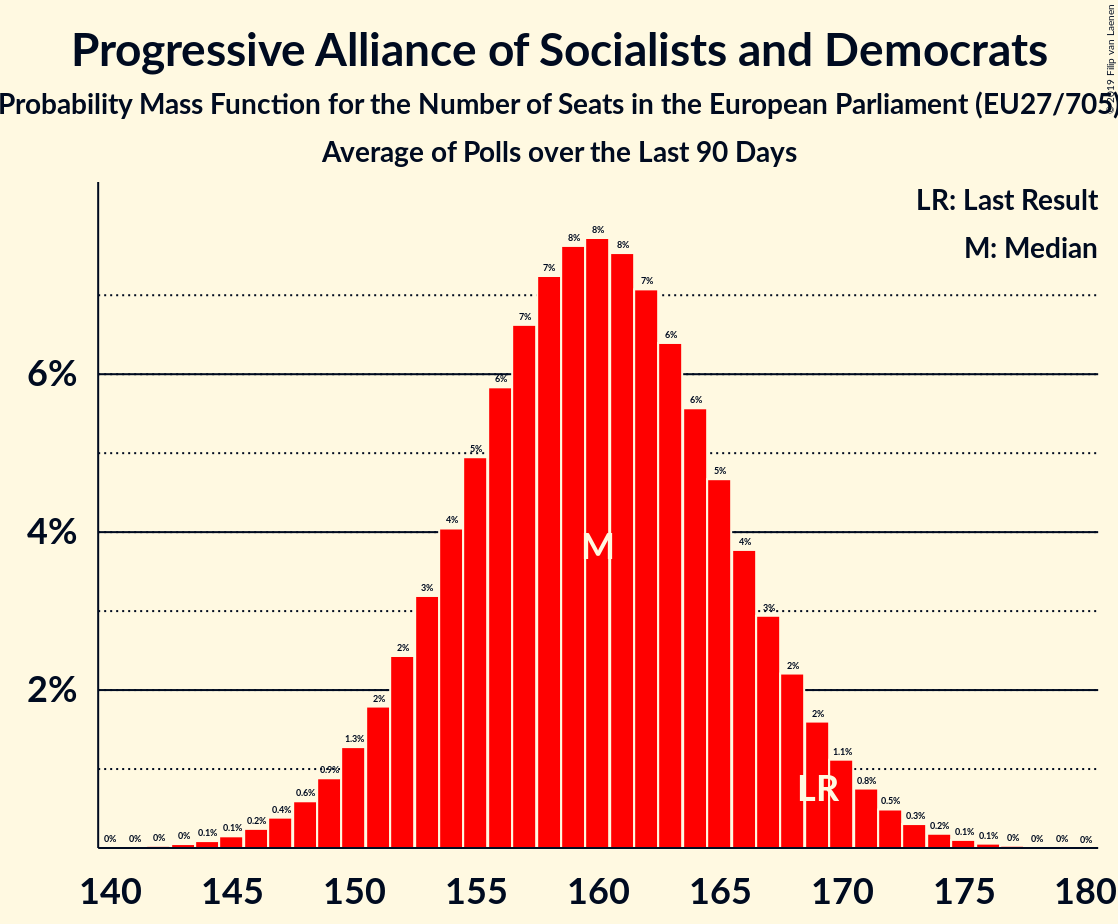 Progressive Alliance of Socialists and Democrats
Probability Mass Function for the Number of Seats in the European Parliament (EU27/705)
Average of Polls over the Last 90 Days
© 2019 Filip van Laenen
LR: Last Result
M: Median
6%
4%
2%
0% 0% 0% 0% 0.1% 0.1% 0.2% 0.4% 0.6% 0.9% 1.3% 2% 2% 3% 4% 5% 6% 7% 7% 8% 8% 8% 7% 6% 6% 5% 4% 3% 2% 2% 1.1% 0.8% 0.5% 0.3% 0.2% 0.1% 0.1% 0% 0% 0% 0%
M
LR
140 145 150 155 160 165 170 175 180